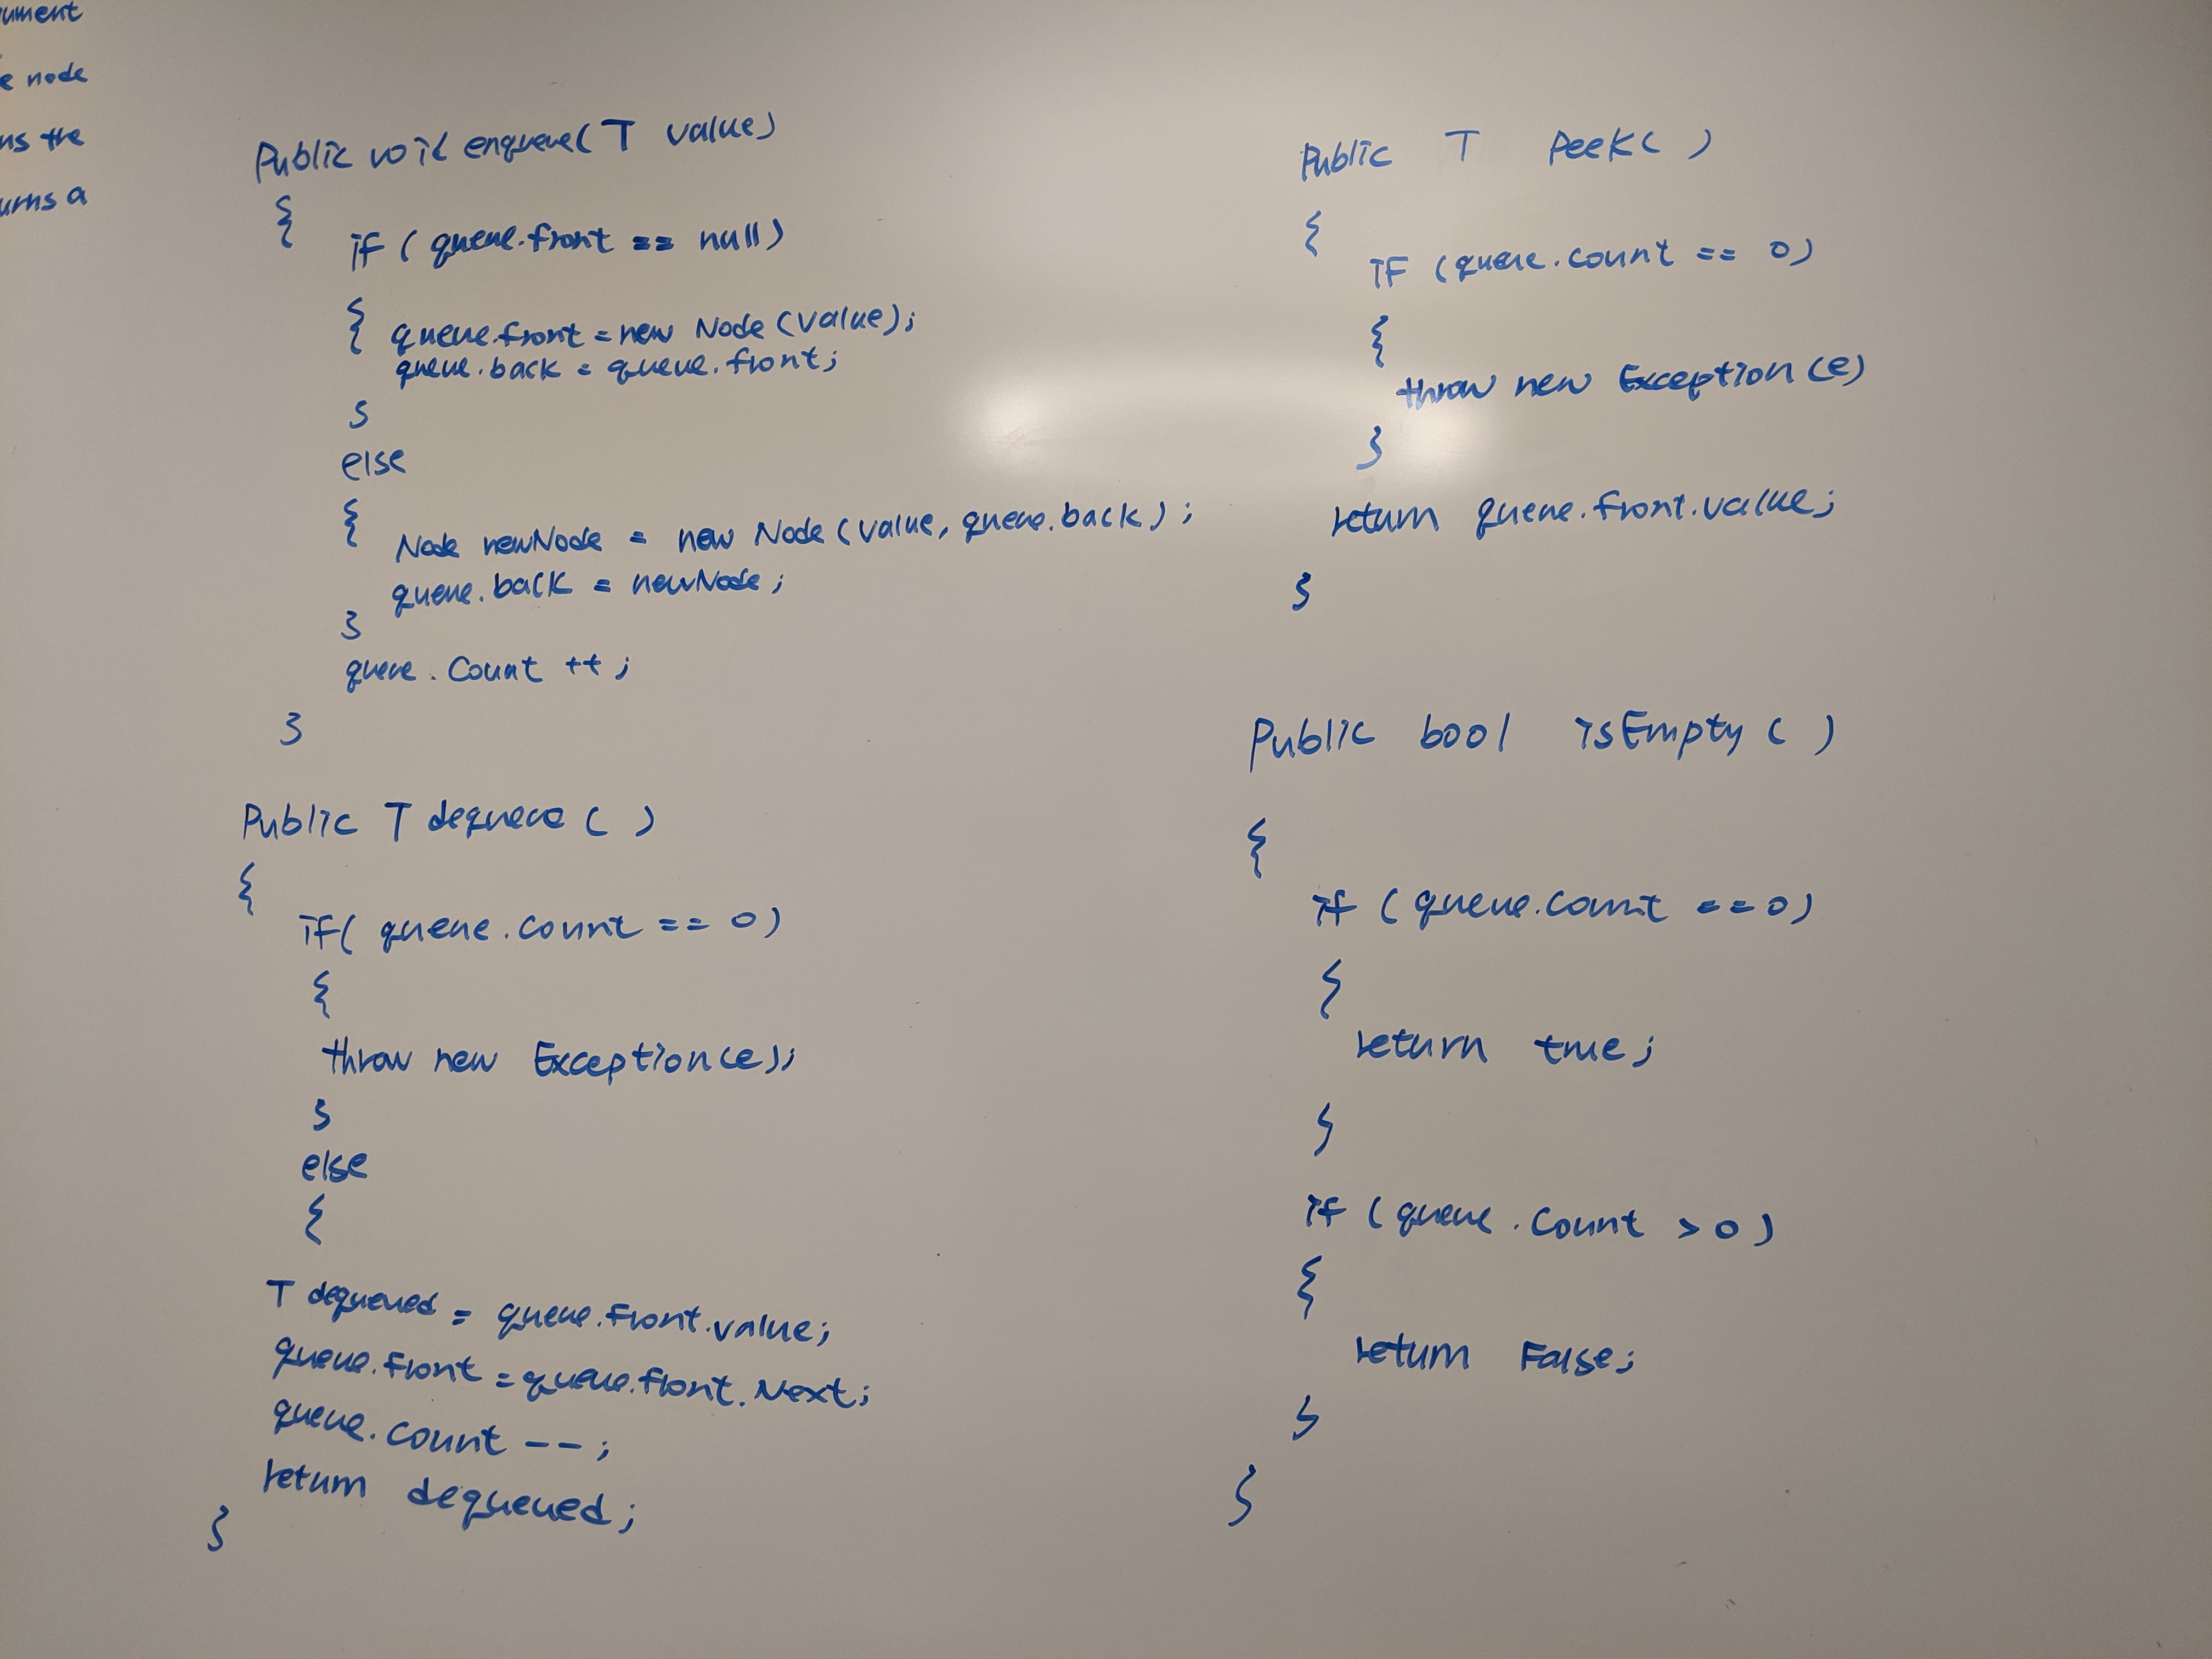 ument
e node
ns the
urns a
Public void enqueue(T value)
{
if (queue.front == null)
{ queue.front = new Node (value);
queue.back = queue.front;
}
else
{
Node newNode = new Node (value, queue.back);
queue.back = newNode;
}
queue.Count ++;
}
Public T dequeue ( )
{
if( queue.count == 0)
{
throw new Exception(e);
}
else
{
T dequeued = queue.front.value;
queue.front = queue.front.Next;
queue.count --;
return dequeued;
}
Public T Peek( )
{
if (queue.count == 0)
{
throw new Exception (e)
}
return queue.front.value;
}
Public bool isEmpty ( )
{
if (queue.count == 0)
{
return true;
}
if (queue.Count > 0)
{
return False;
}
}